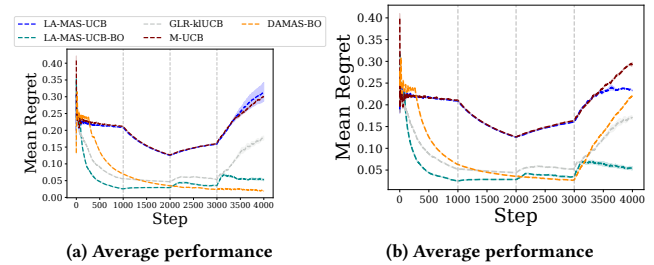 LA-MAS-UCB GLR-klUCB DAMAS-BO
LA-MAS-UCB-BO M-UCB
Mean Regret
0.40
0.35
0.30
0.25
0.20
0.15
0.10
0.05
0.00
0 500 1000 1500 2000 2500 3000 3500 4000
Step
(a) Average performance
Mean Regret
0.40
0.35
0.30
0.25
0.20
0.15
0.10
0.05
0 500 1000 1500 2000 2500 3000 3500 4000
Step
(b) Average performance